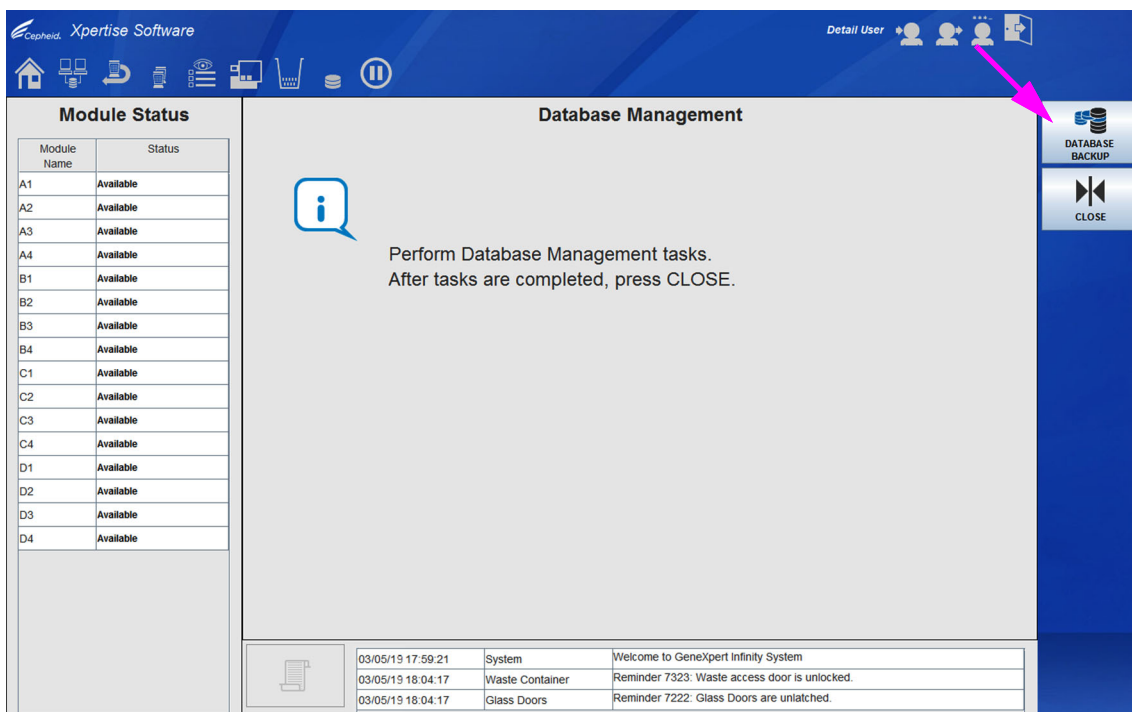 Cepheid. Xpertise Software
Detail User
Module Status
Module Name
Status
A1 Available
A2 Available
A3 Available
A4 Available
B1 Available
B2 Available
B3 Available
B4 Available
C1 Available
C2 Available
C3 Available
C4 Available
D1 Available
D2 Available
D3 Available
D4 Available
Database Management
Perform Database Management tasks.
After tasks are completed, press CLOSE.
DATABASE
BACKUP
CLOSE
03/05/19 17:59:21 System Welcome to GeneXpert Infinity System
03/05/19 18:04:17 Waste Container Reminder 7323: Waste access door is unlocked.
03/05/19 18:04:17 Glass Doors Reminder 7222: Glass Doors are unlatched.